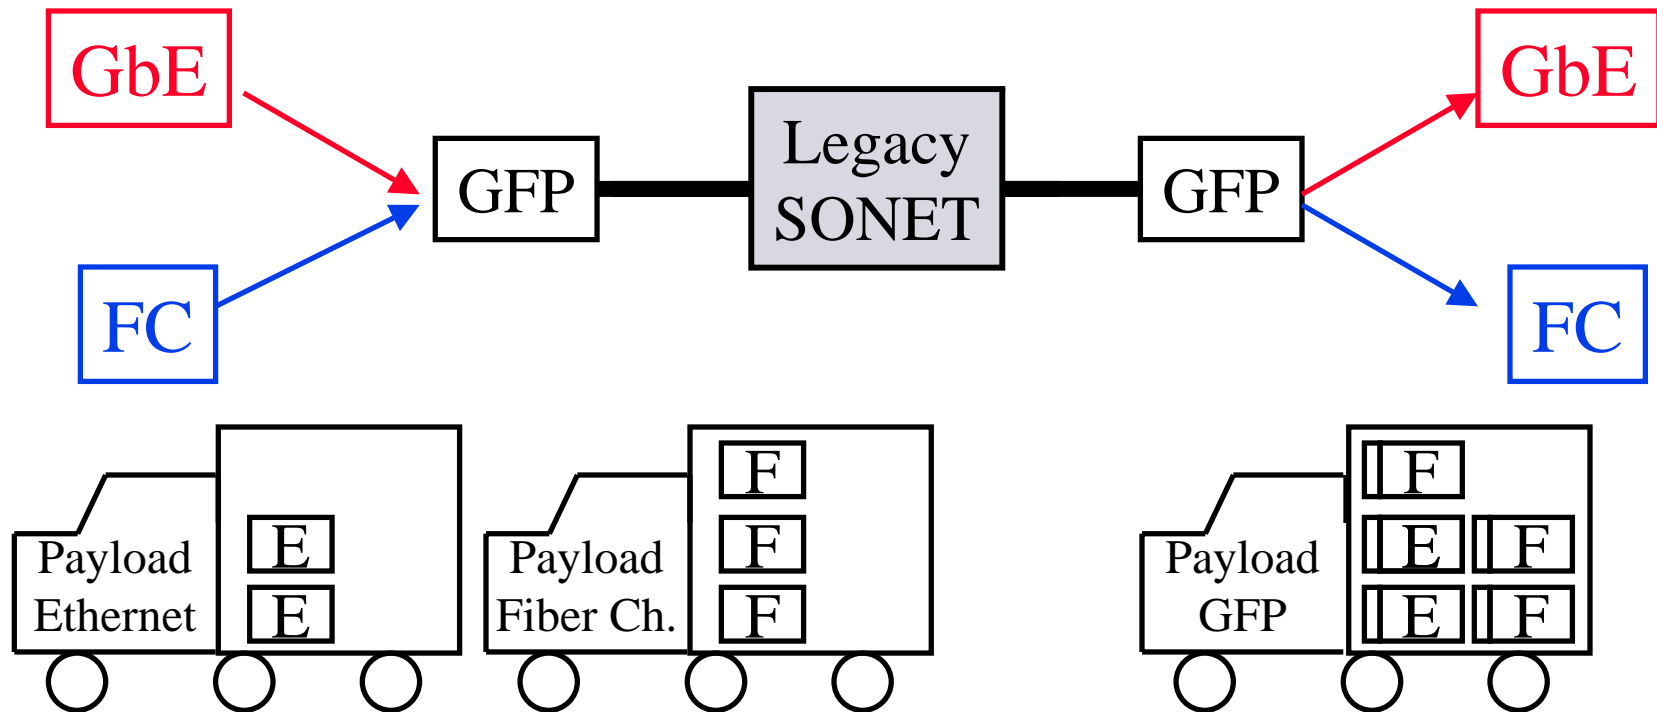 GbE
GbE
Legacy
SONET
GFP
GFP
FC
FC
Payload
Ethernet
E
E
Payload
Fiber Ch.
F
F
F
Payload
GFP
F
E F
E F